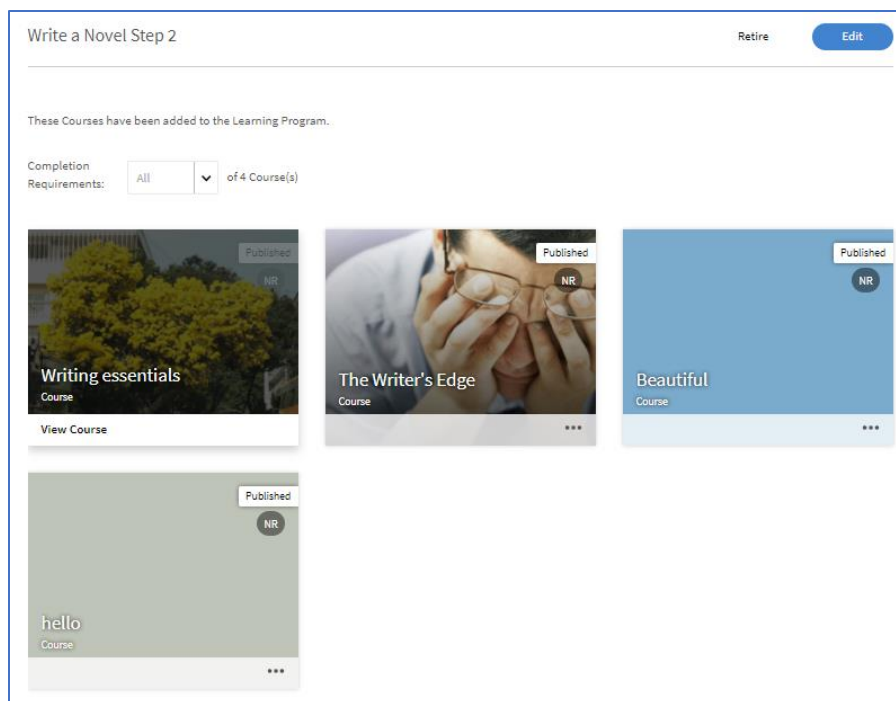 Write a Novel Step 2
Retire
Edit
These Courses have been added to the Learning Program.
Completion
Requirements:
All
of 4 Course(s)
Published
NR
Writing essentials
Course
View Course
Published
NR
The Writer's Edge
Course
Published
NR
Beautiful
Course
Published
NR
hello
Course